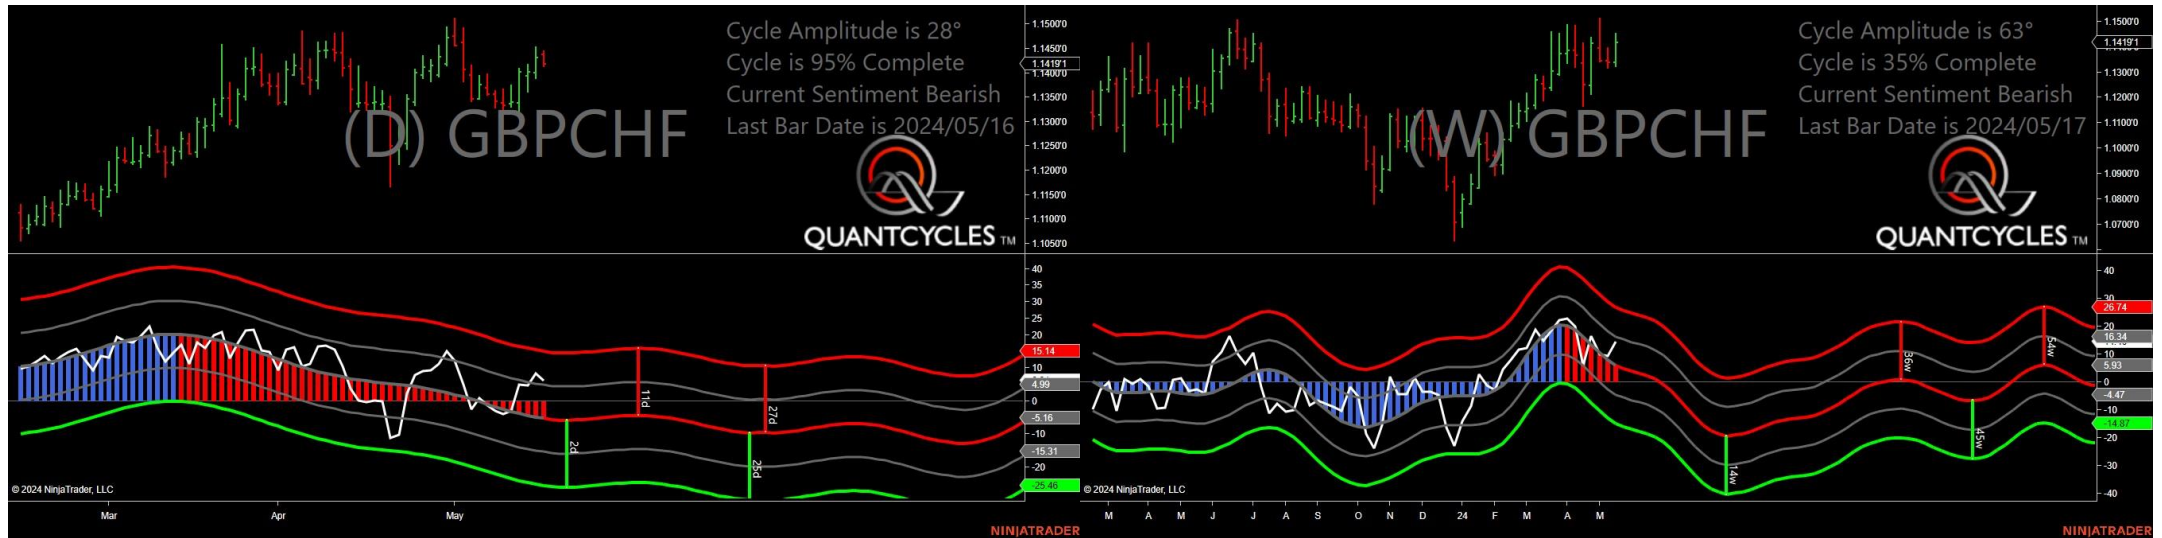 Cycle Amplitude is 28°
Cycle is 95% Complete
Current Sentiment Bearish
Last Bar Date is 2024/05/16
(D) GBPCHF
QUANTCYCLES TM
1.1500'0
1.1450'0
1.1419'1
1.1400'0
1.1350'0
1.1300'0
1.1250'0
1.1200'0
1.1150'0
1.1100'0
1.1050'0
40
35
30
25
20
15.14
10
4.99
0
-5.16
-10
-15.31
-20
-25.46
2d
11d
25d
27d
© 2024 NinjaTrader, LLC
Mar Apr May
NINJATRADER
Cycle Amplitude is 63°
Cycle is 35% Complete
Current Sentiment Bearish
Last Bar Date is 2024/05/17
(W) GBPCHF
QUANTCYCLES TM
1.1500'0
1.1419'1
1.1300'0
1.1200'0
1.1100'0
1.1000'0
1.0900'0
1.0800'0
1.0700'0
40
30
26.74
20
16.34
10
5.93
0
-4.47
-10
-14.87
-20
-30
-40
14w
36w
45w
54w
© 2024 NinjaTrader, LLC
M A M J J A S O N D 24 F M A M
NINJATRADER